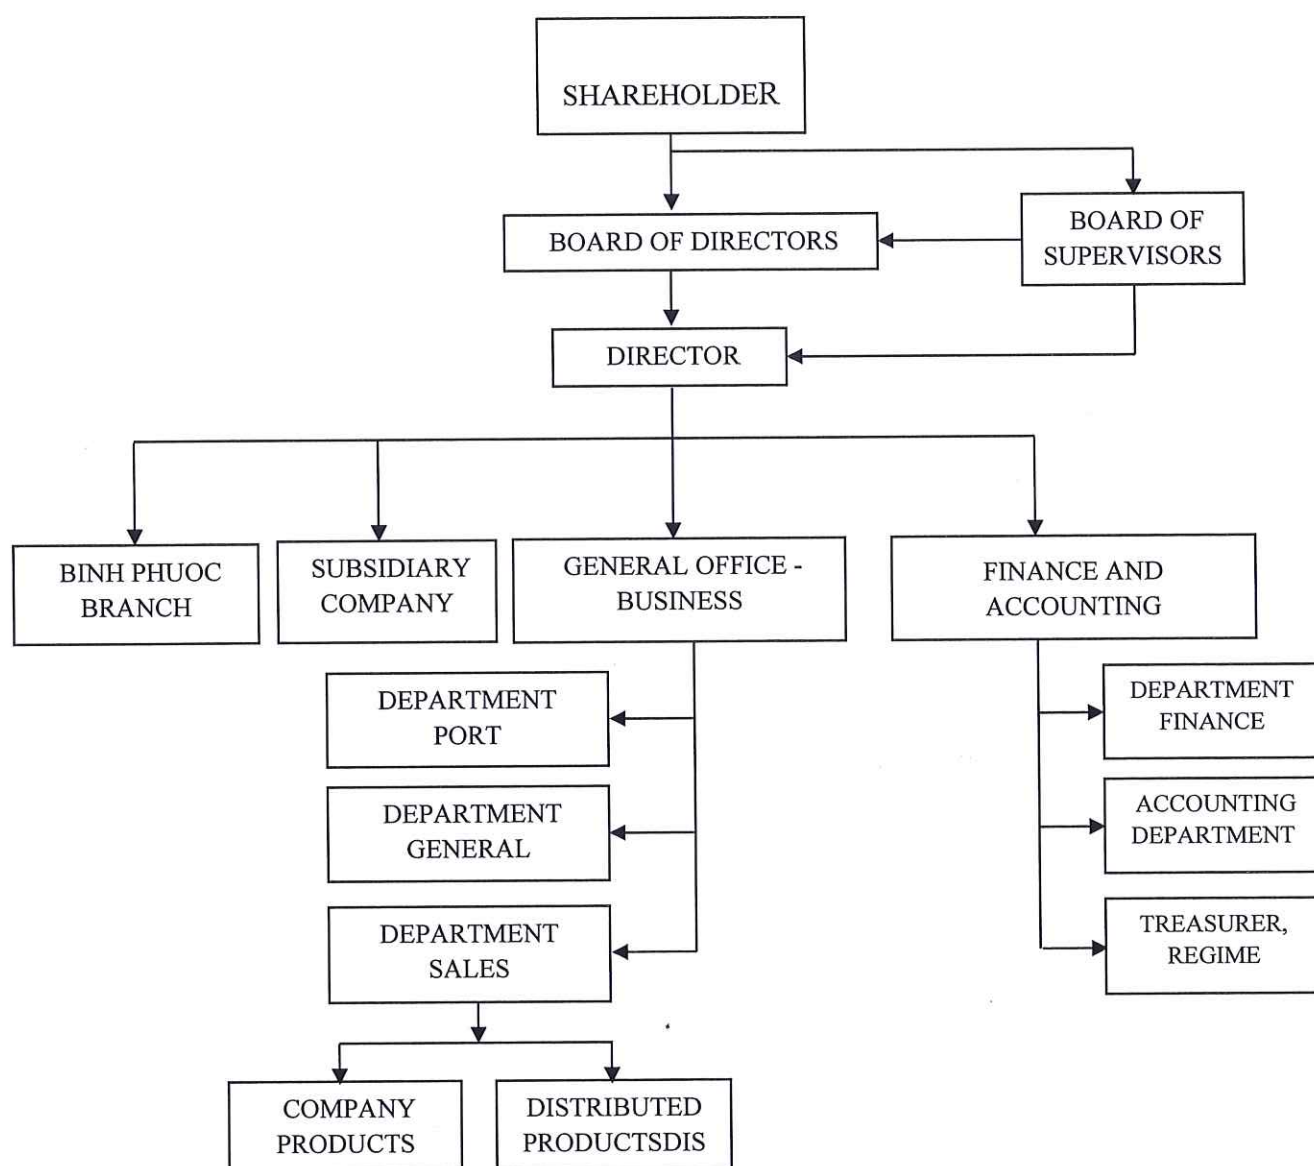 SHAREHOLDER
BOARD OF DIRECTORS
BOARD OF
SUPERVISORS
DIRECTOR
BINH PHUOC
BRANCH
SUBSIDIARY
COMPANY
GENERAL OFFICE -
BUSINESS
FINANCE AND
ACCOUNTING
DEPARTMENT
PORT
DEPARTMENT
GENERAL
DEPARTMENT
SALES
DEPARTMENT
FINANCE
ACCOUNTING
DEPARTMENT
TREASURER,
REGIME
COMPANY
PRODUCTS
DISTRIBUTED
PRODUCTSDIS